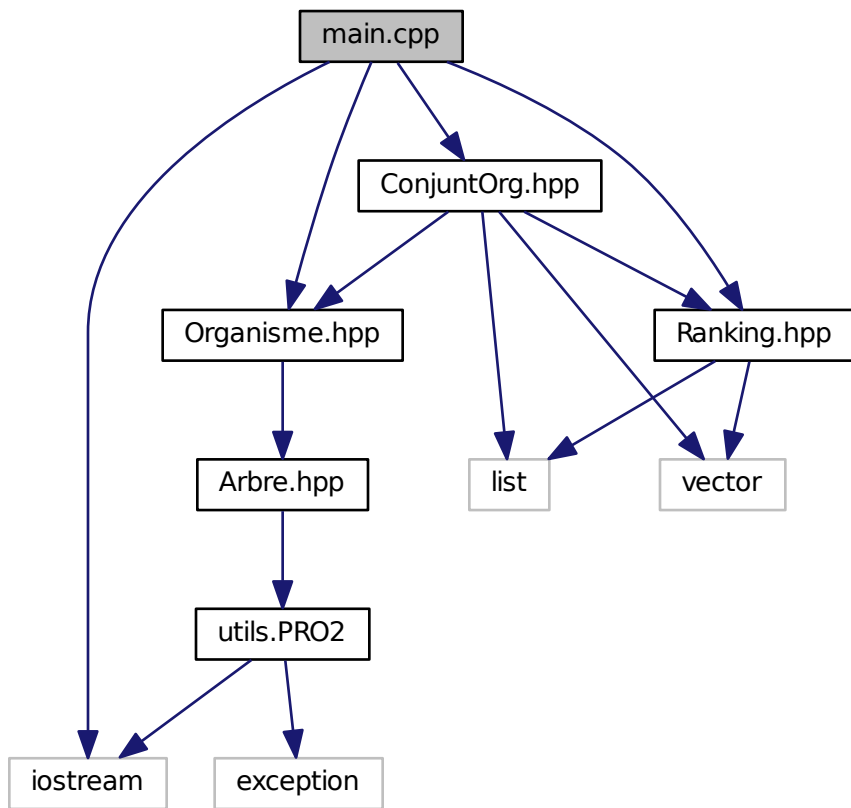 main.cpp
ConjuntOrg.hpp
Organisme.hpp
Ranking.hpp
Arbre.hpp
list
vector
utils.PRO2
iostream
exception